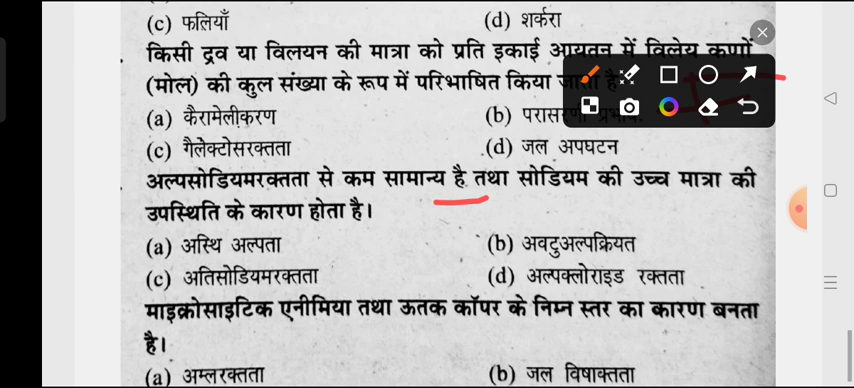 (c) फलियाँ (d) शर्करा
किसी द्रव या विलयन की मात्रा को प्रति इकाई आयतन में विलेय कणों
(मोल) की कुल संख्या के रूप में परिभाषित किया जाता है
(a) कैरामेलीकरण (b) परासरणी प्रभाव
(c) गैलेक्टोसरक्तता (d) जल अपघटन
अल्पसोडियमरक्तता से कम सामान्य है तथा सोडियम की उच्च मात्रा की
उपस्थिति के कारण होता है।
(a) अस्थि अल्पता (b) अवटुअल्पक्रियत
(c) अतिसोडियमरक्तता (d) अल्पक्लोराइड रक्तता
माइक्रोसाइटिक एनीमिया तथा ऊतक कॉपर के निम्न स्तर का कारण बनता
है।
(a) अम्लरक्तता (b) जल विषाक्तता